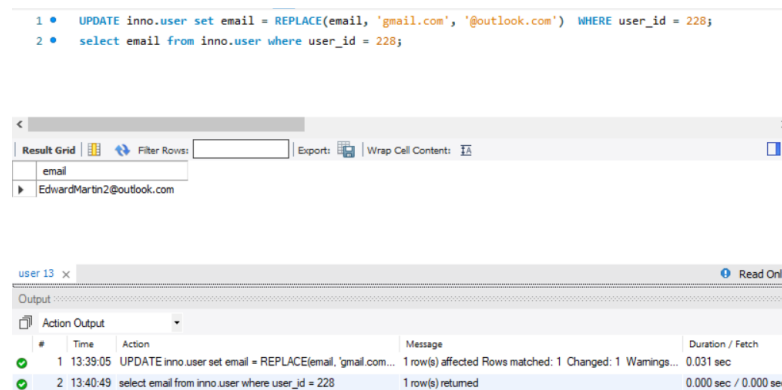 1 UPDATE inno.user set email = REPLACE(email, 'gmail.com', '@outlook.com') WHERE user_id = 228;
2 select email from inno.user where user_id = 228;
Result Grid Filter Rows: Export: Wrap Cell Content:
email
EdwardMartin2@outlook.com
user 13 × Read Onl
Output
Action Output
# Time Action Message Duration / Fetch
1 13:39:05 UPDATE inno.user set email = REPLACE(email, 'gmail.com... 1 row(s) affected Rows matched: 1 Changed: 1 Warnings... 0.031 sec
2 13:40:49 select email from inno.user where user_id = 228 1 row(s) returned 0.000 sec / 0.000 se